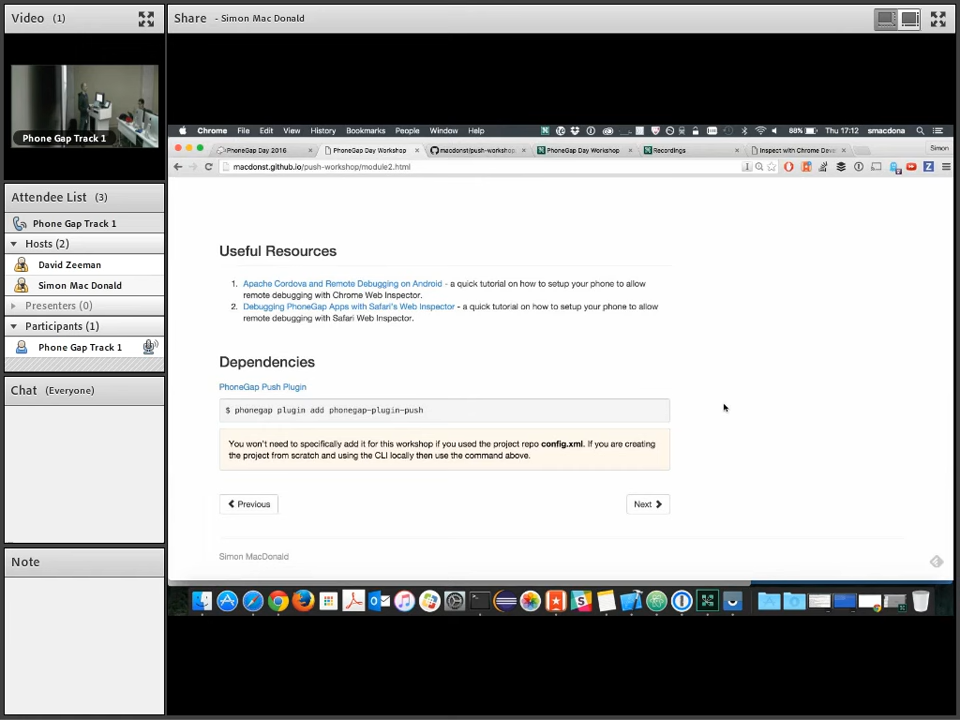 Video (1)
Phone Gap Track 1
Attendee List (3)
Phone Gap Track 1
Hosts (2)
David Zeeman
Simon Mac Donald
Presenters (0)
Participants (1)
Phone Gap Track 1
Chat (Everyone)
Note
Share - Simon Mac Donald
Chrome File Edit View History Bookmarks People Window Help 88% Thu 17:12 smacdona
PhoneGap Day 2016 PhoneGap Day Workshop macdonst/push-workshop PhoneGap Day Workshop Recordings Inspect with Chrome Deve Simon
macdonst.github.io/push-workshop/module2.html
Useful Resources
1. Apache Cordova and Remote Debugging on Android - a quick tutorial on how to setup your phone to allow
remote debugging with Chrome Web Inspector.
2. Debugging PhoneGap Apps with Safari's Web Inspector - a quick tutorial on how to setup your phone to allow
remote debugging with Safari Web Inspector.
Dependencies
PhoneGap Push Plugin
$ phonegap plugin add phonegap-plugin-push
You won't need to specifically add it for this workshop if you used the project repo config.xml. If you are creating
the project from scratch and using the CLI locally then use the command above.
Previous
Next
Simon MacDonald